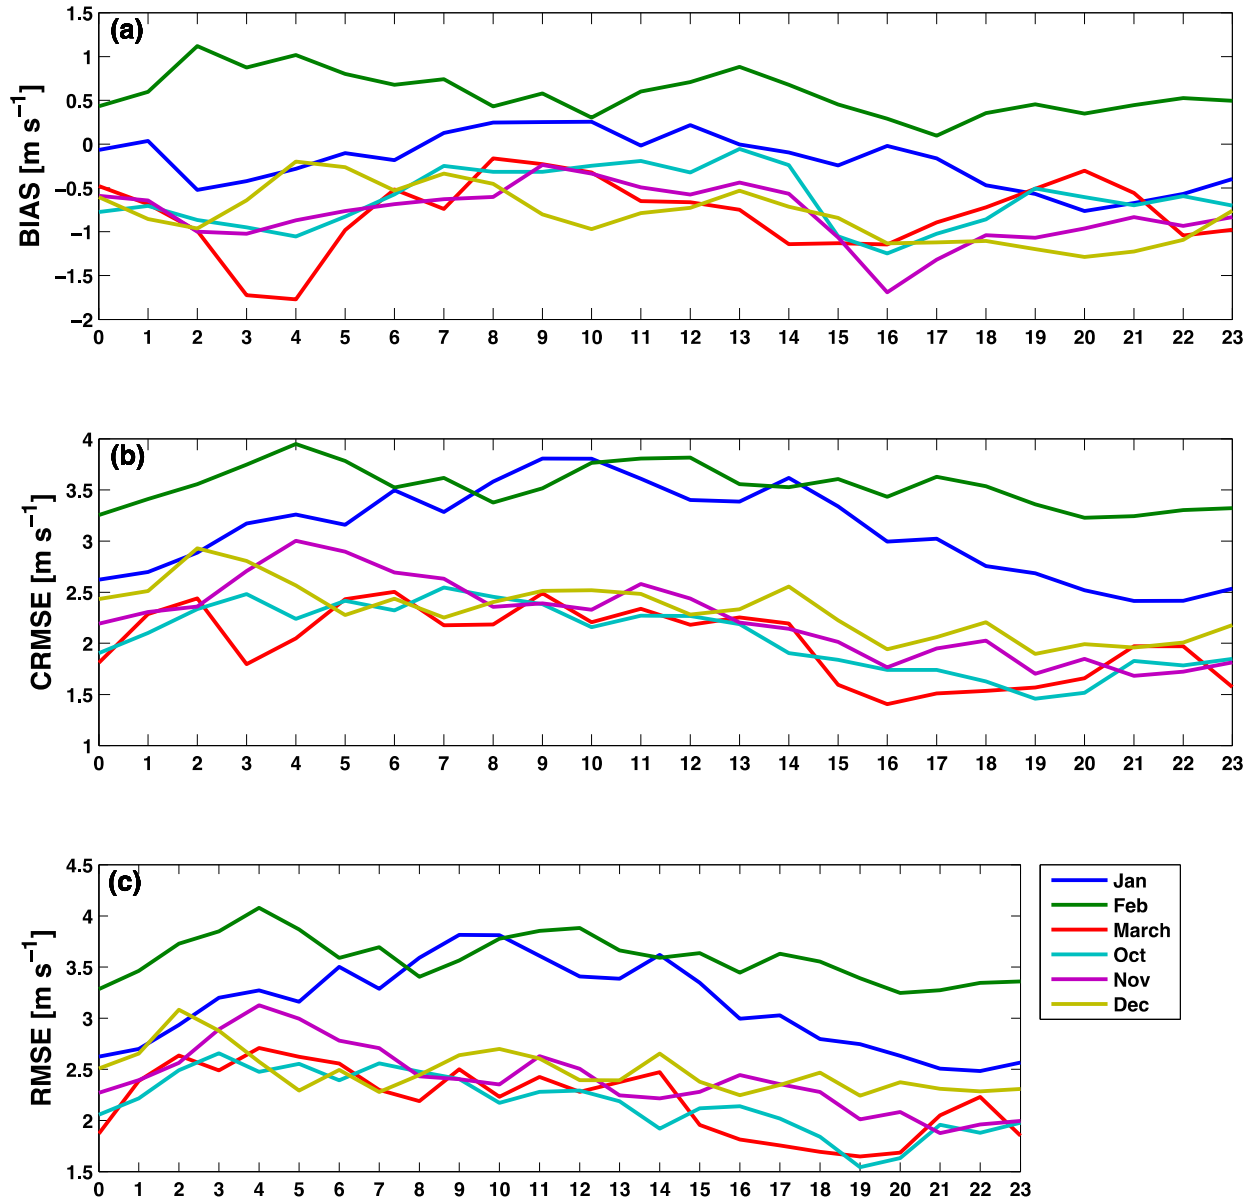 (a)
BIAS [m s⁻¹]
1.5
1
0.5
0
−0.5
−1
−1.5
−2
0 1 2 3 4 5 6 7 8 9 10 11 12 13 14 15 16 17 18 19 20 21 22 23
(b)
CRMSE [m s⁻¹]
4
3.5
3
2.5
2
1.5
1
0 1 2 3 4 5 6 7 8 9 10 11 12 13 14 15 16 17 18 19 20 21 22 23
(c)
RMSE [m s⁻¹]
4.5
4
3.5
3
2.5
2
1.5
0 1 2 3 4 5 6 7 8 9 10 11 12 13 14 15 16 17 18 19 20 21 22 23
Jan
Feb
March
Oct
Nov
Dec